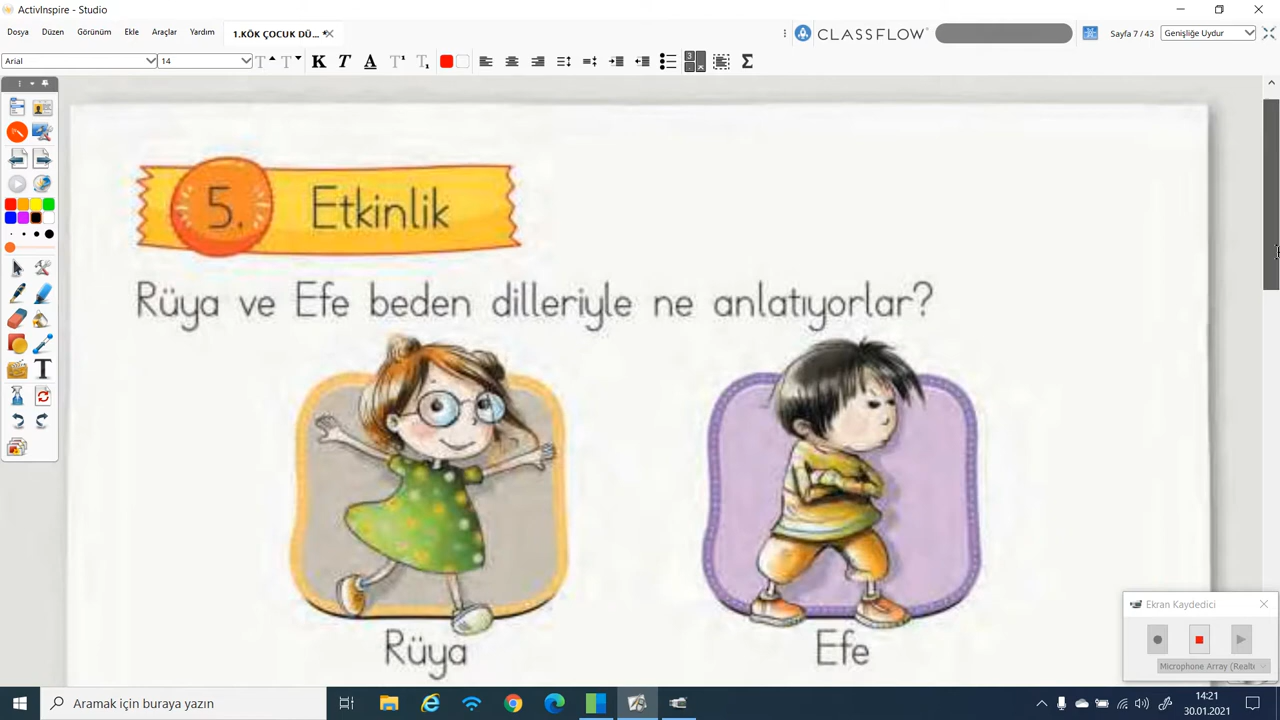 ActivInspire - Studio
Dosya Düzen Görünüm Ekle Araçlar Yardım
1.KÖK ÇOCUK DÜ... *
CLASSFLOW
Sayfa 7 / 43
Genişliğe Uydur
Arial
14
5. Etkinlik
Rüya ve Efe beden dilleriyle ne anlatıyorlar?
Rüya
Efe
Ekran Kaydedici
Microphone Array (Realte
Aramak için buraya yazın
14:21
30.01.2021